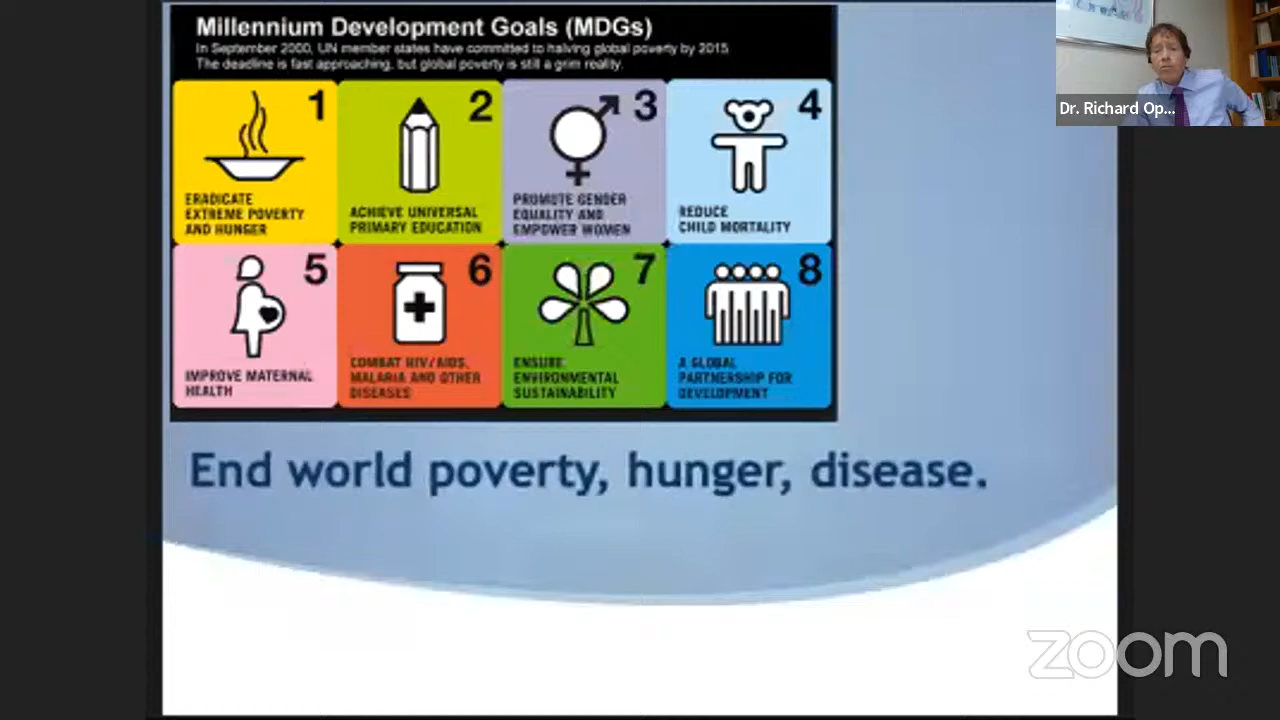 Millennium Development Goals (MDGs)
In September 2000, UN member states have committed to halving global poverty by 2015
The deadline is fast approaching, but global poverty is still a grim reality.
1
ERADICATE
EXTREME POVERTY
AND HUNGER
2
ACHIEVE UNIVERSAL
PRIMARY EDUCATION
3
PROMOTE GENDER
EQUALITY AND
EMPOWER WOMEN
4
REDUCE
CHILD MORTALITY
5
IMPROVE MATERNAL
HEALTH
6
COMBAT HIV/AIDS,
MALARIA AND OTHER
DISEASES
7
ENSURE
ENVIRONMENTAL
SUSTAINABILITY
8
A GLOBAL
PARTNERSHIP FOR
DEVELOPMENT
End world poverty, hunger, disease.
Dr. Richard Op...
zoom